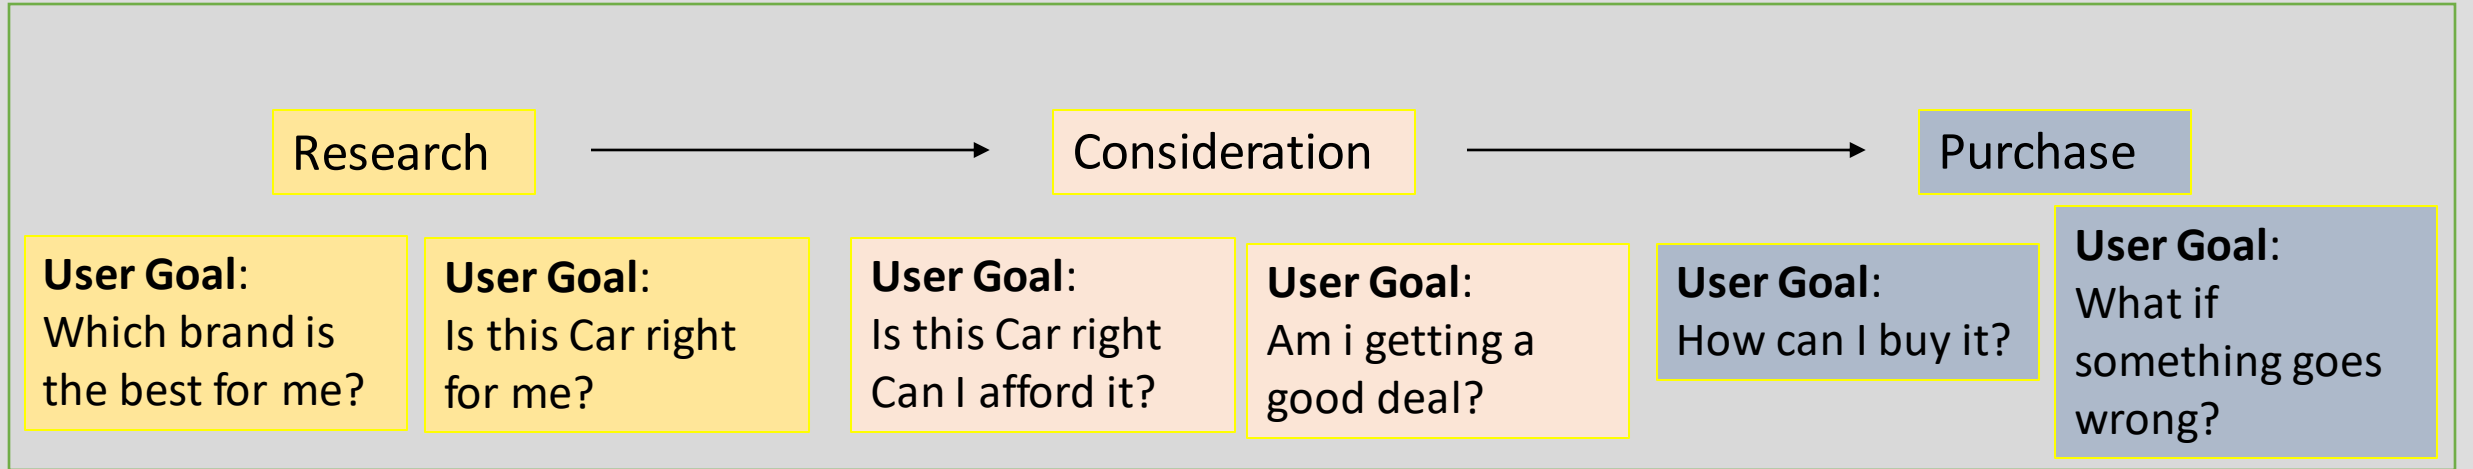 Research
Consideration
Purchase
User Goal:
Which brand is
the best for me?
User Goal:
Is this Car right
for me?
User Goal:
Is this Car right
Can I afford it?
User Goal:
Am i getting a
good deal?
User Goal:
How can I buy it?
User Goal:
What if
something goes
wrong?